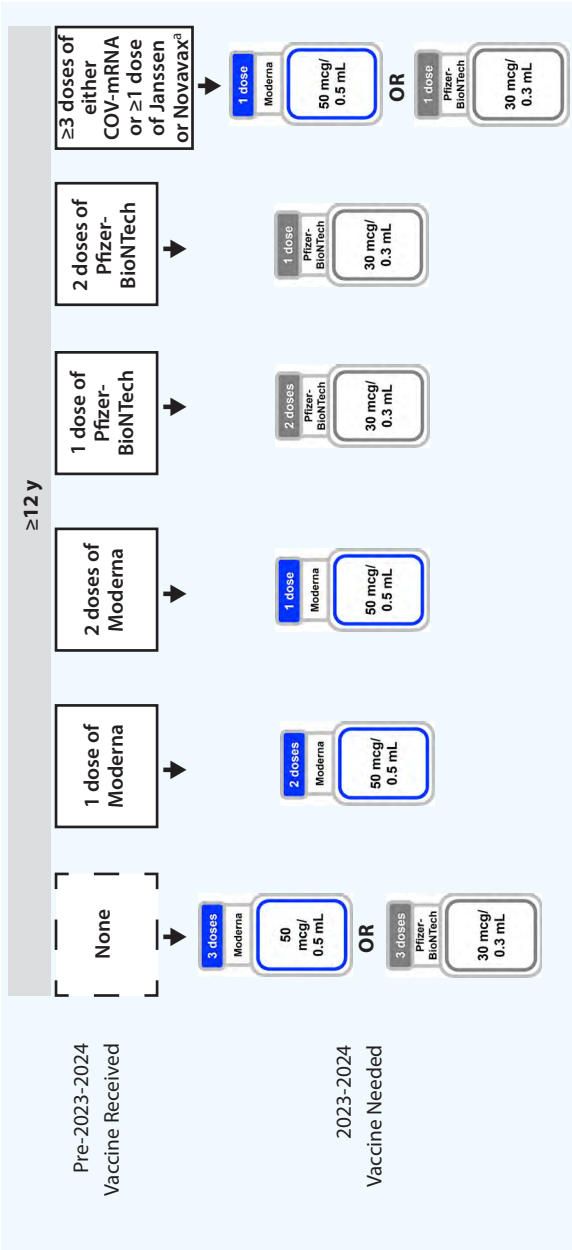 ≥12 y
Pre-2023-2024
Vaccine Received
None
1 dose of
Moderna
2 doses of
Moderna
1 dose of
Pfizer-
BioNTech
2 doses of
Pfizer-
BioNTech
≥3 doses of
either
COV-mRNA
or ≥1 dose
of Janssen
or Novavaxᵃ
2023-2024
Vaccine Needed
3 doses
Moderna
50
mcg/
0.5 mL
OR
3 doses
Pfizer-
BioNTech
30 mcg/
0.3 mL
2 doses
Moderna
50 mcg/
0.5 mL
1 dose
Moderna
50 mcg/
0.5 mL
2 doses
Pfizer-
BioNTech
30 mcg/
0.3 mL
1 dose
Pfizer-
BioNTech
30 mcg/
0.3 mL
1 dose
Moderna
50 mcg/
0.5 mL
OR
1 dose
Pfizer-
BioNTech
30 mcg/
0.3 mL